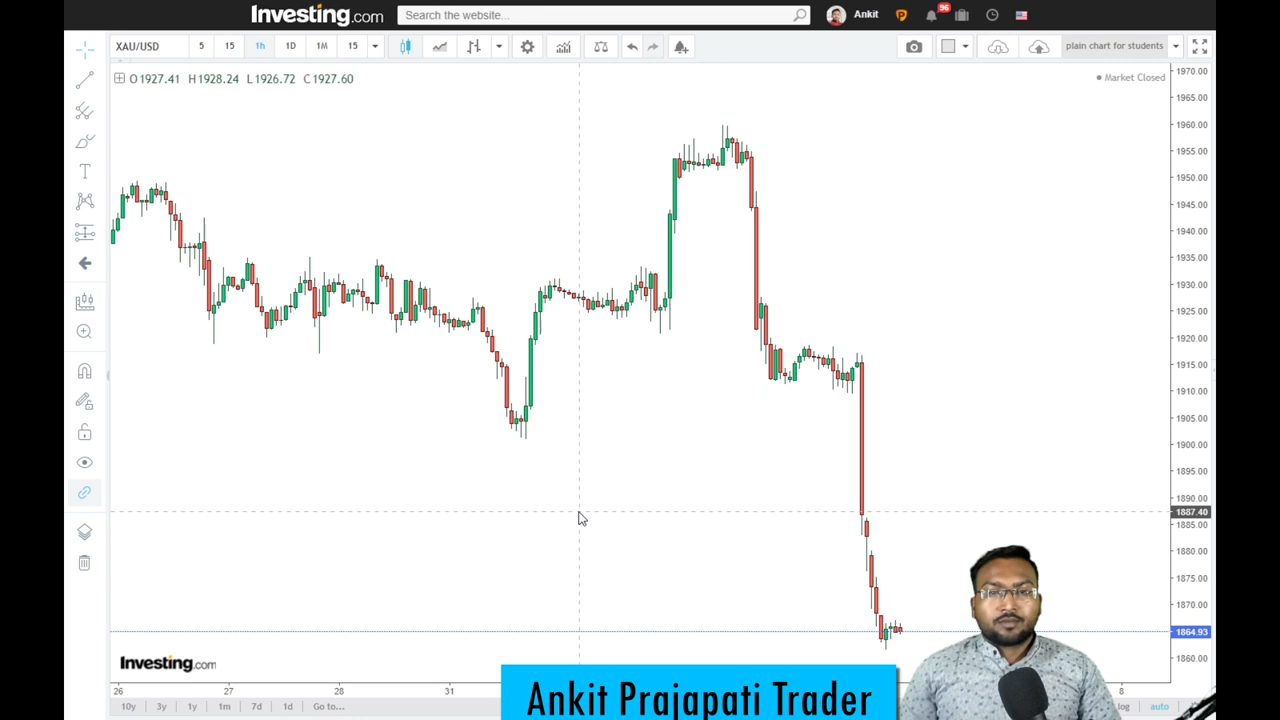 Investing.com
Search the website...
Ankit
96
XAU/USD 5 15 1h 1D 1M 15
plain chart for students
O1927.41 H1928.24 L1926.72 C1927.60
Market Closed
1970.00
1965.00
1960.00
1955.00
1950.00
1945.00
1940.00
1935.00
1930.00
1925.00
1920.00
1915.00
1910.00
1905.00
1900.00
1895.00
1890.00
1887.40
1885.00
1880.00
1875.00
1870.00
1864.93
1860.00
Investing.com
26 27 28 31 8
10y 3y 1y 1m 7d 1d Go to...
log auto
Ankit Prajapati Trader